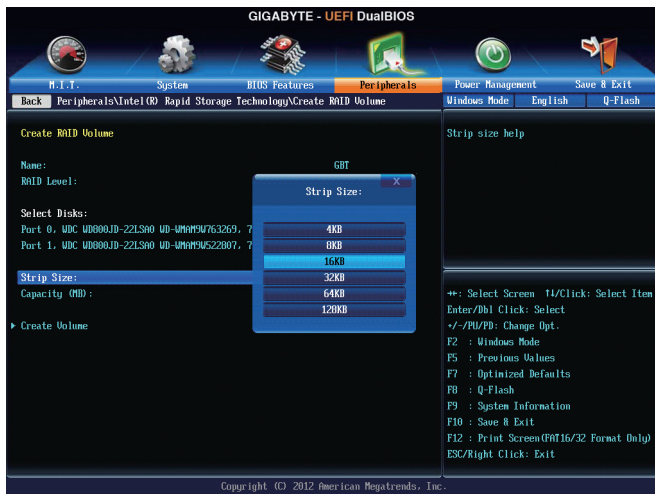 GIGABYTE - UEFI DualBIOS
M.I.T. System BIOS Features Peripherals Power Management Save & Exit
Back Peripherals\Intel(R) Rapid Storage Technology\Create RAID Volume Windows Mode English Q-Flash
Create RAID Volume
Name: GBT
RAID Level:
Select Disks:
Port 0, WDC WD800JD-22LSA0 WD-WMAM9W763269, 7
Port 1, WDC WD800JD-22LSA0 WD-WMAM9W522807, 7
Strip Size:
Capacity (MB):
Create Volume
X
Strip Size:
4KB
8KB
16KB
32KB
64KB
128KB
Strip size help
↔: Select Screen ↑↓/Click: Select Item
Enter/Dbl Click: Select
+/-/PU/PD: Change Opt.
F2 : Windows Mode
F5 : Previous Values
F7 : Optimized Defaults
F8 : Q-Flash
F9 : System Information
F10 : Save & Exit
F12 : Print Screen(FAT16/32 Format Only)
ESC/Right Click: Exit
Copyright (C) 2012 American Megatrends, Inc.